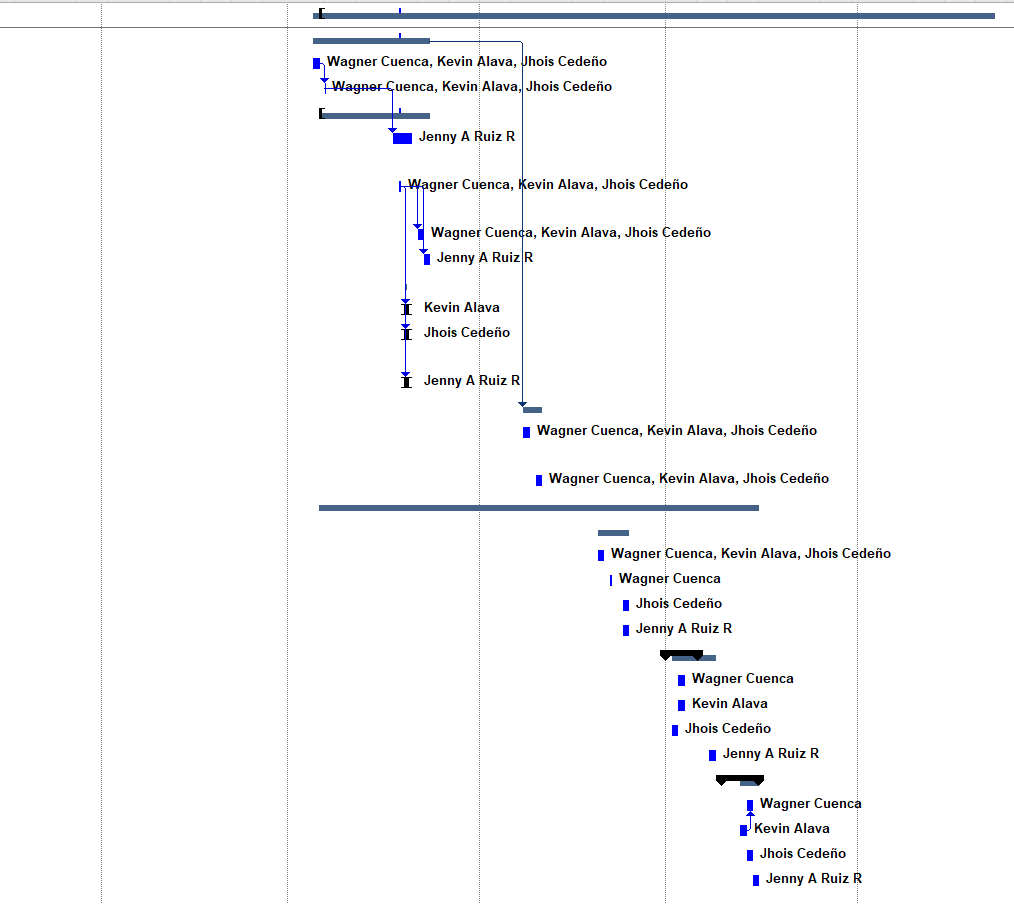 Wagner Cuenca, Kevin Alava, Jhois Cedeño
Wagner Cuenca, Kevin Alava, Jhois Cedeño
Jenny A Ruiz R
Wagner Cuenca, Kevin Alava, Jhois Cedeño
Wagner Cuenca, Kevin Alava, Jhois Cedeño
Jenny A Ruiz R
Kevin Alava
Jhois Cedeño
Jenny A Ruiz R
Wagner Cuenca, Kevin Alava, Jhois Cedeño
Wagner Cuenca, Kevin Alava, Jhois Cedeño
Wagner Cuenca, Kevin Alava, Jhois Cedeño
Wagner Cuenca
Jhois Cedeño
Jenny A Ruiz R
Wagner Cuenca
Kevin Alava
Jhois Cedeño
Jenny A Ruiz R
Wagner Cuenca
Kevin Alava
Jhois Cedeño
Jenny A Ruiz R